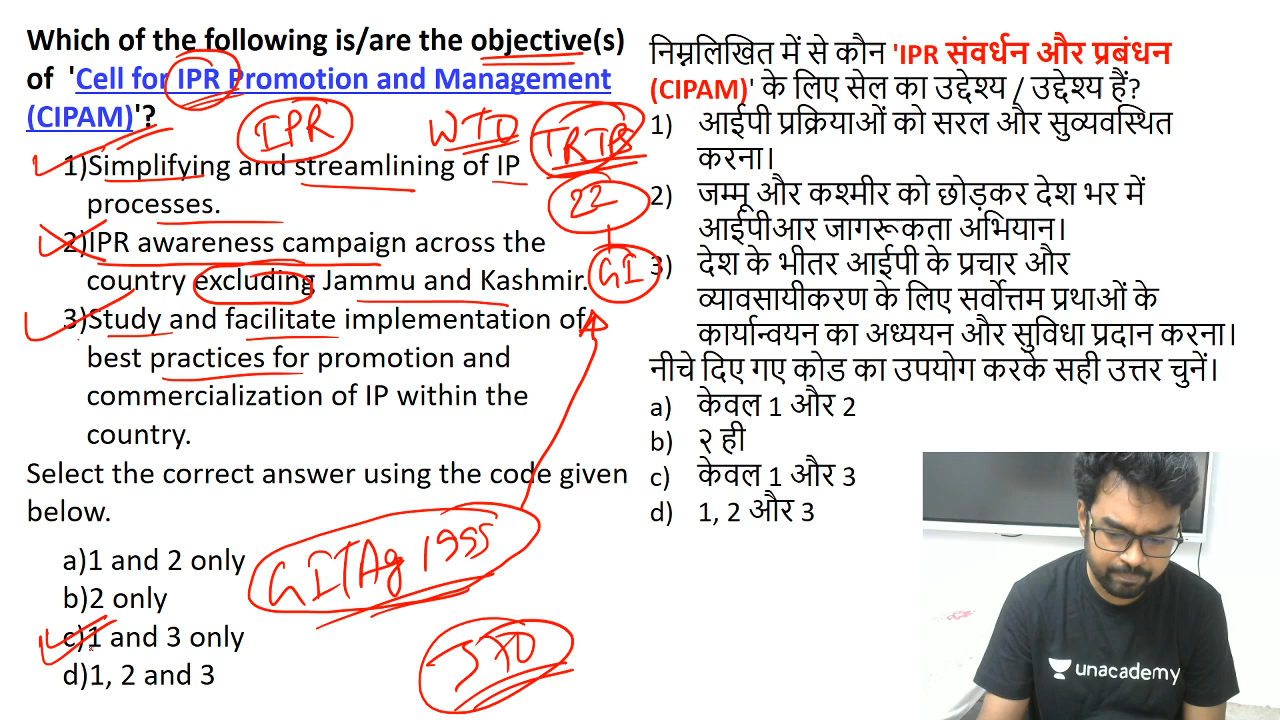 Which of the following is/are the objective(s)
of 'Cell for IPR Promotion and Management
(CIPAM)'?
1)Simplifying and streamlining of IP
processes.
2)IPR awareness campaign across the
country excluding Jammu and Kashmir.
3)Study and facilitate implementation of
best practices for promotion and
commercialization of IP within the
country.
Select the correct answer using the code given
below.
a)1 and 2 only
b)2 only
c)1 and 3 only
d)1, 2 and 3
IPR
WTO
TRIPS
22
GI
GITAg 1999
370
निम्नलिखित में से कौन 'IPR संवर्धन और प्रबंधन
(CIPAM)' के लिए सेल का उद्देश्य / उद्देश्य हैं?
1) आईपी प्रक्रियाओं को सरल और सुव्यवस्थित
करना।
2) जम्मू और कश्मीर को छोड़कर देश भर में
आईपीआर जागरूकता अभियान।
3) देश के भीतर आईपी के प्रचार और
व्यावसायीकरण के लिए सर्वोत्तम प्रथाओं के
कार्यान्वयन का अध्ययन और सुविधा प्रदान करना।
नीचे दिए गए कोड का उपयोग करके सही उत्तर चुनें।
a) केवल 1 और 2
b) २ ही
c) केवल 1 और 3
d) 1, 2 और 3
unacademy